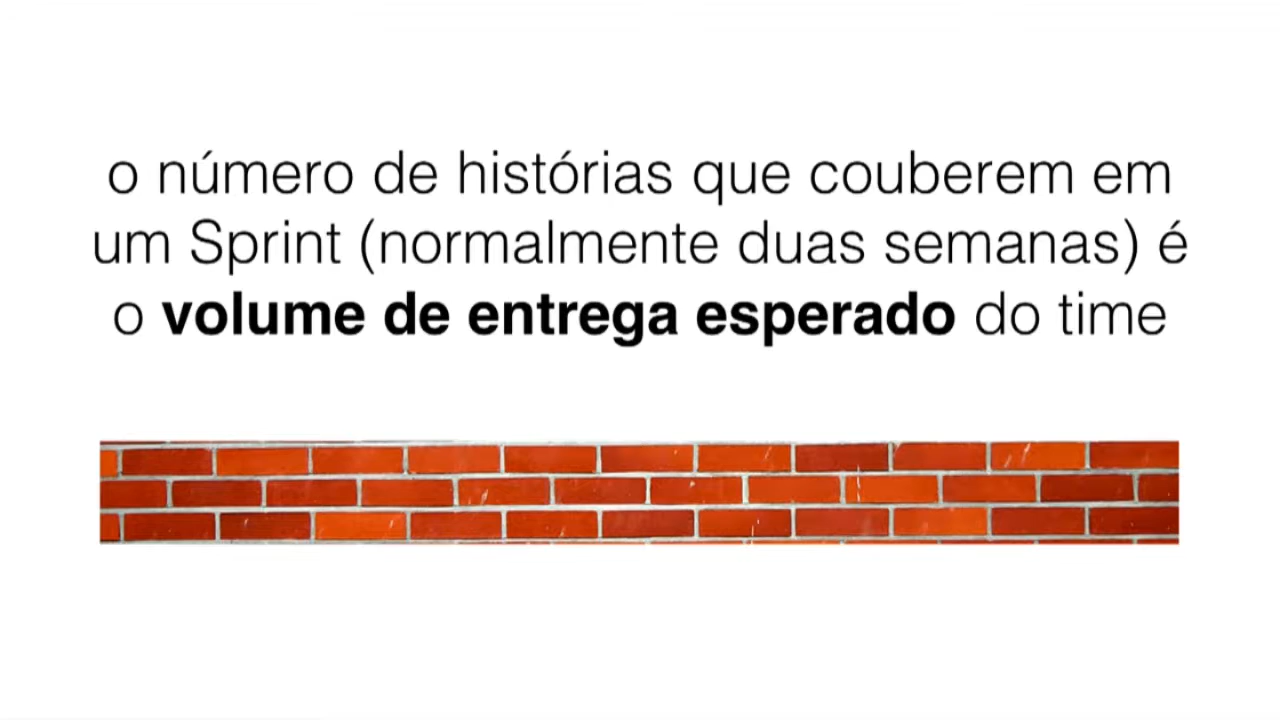 o número de histórias que couberem em
um Sprint (normalmente duas semanas) é
o volume de entrega esperado do time